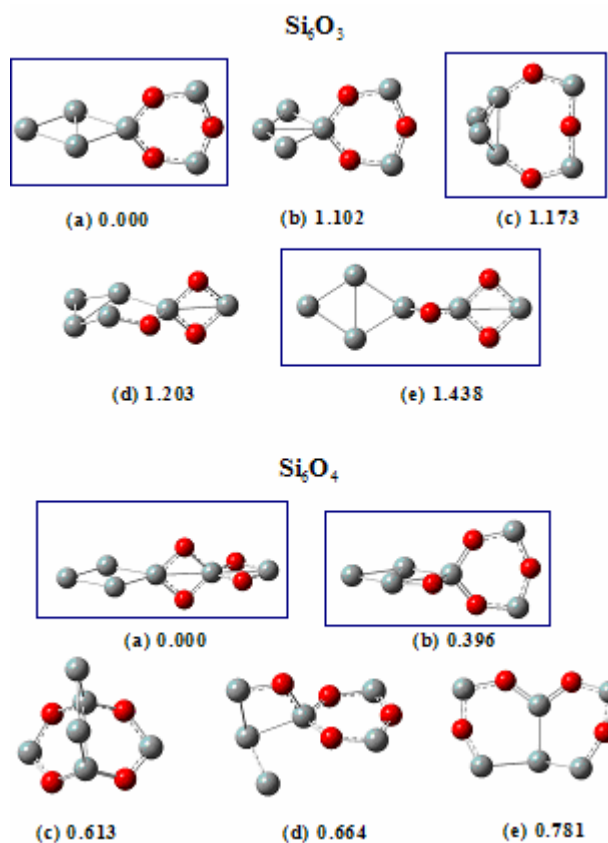 Si₆O₃
(a) 0.000 (b) 1.102 (c) 1.173
(d) 1.203 (e) 1.438
Si₆O₄
(a) 0.000 (b) 0.396
(c) 0.613 (d) 0.664 (e) 0.781